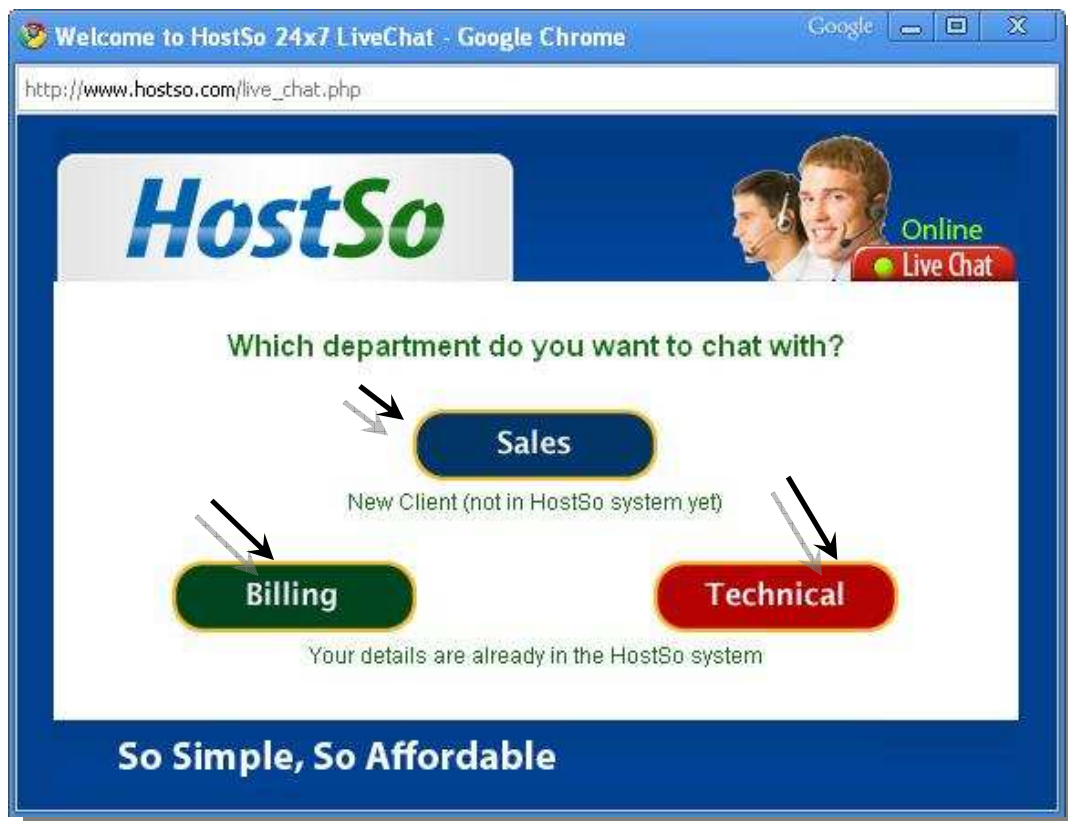 Welcome to HostSo 24x7 LiveChat - Google Chrome
Google
http://www.hostso.com/live_chat.php
HostSo
Online
Live Chat
Which department do you want to chat with?
Sales
New Client (not in HostSo system yet)
Billing
Technical
Your details are already in the HostSo system
So Simple, So Affordable